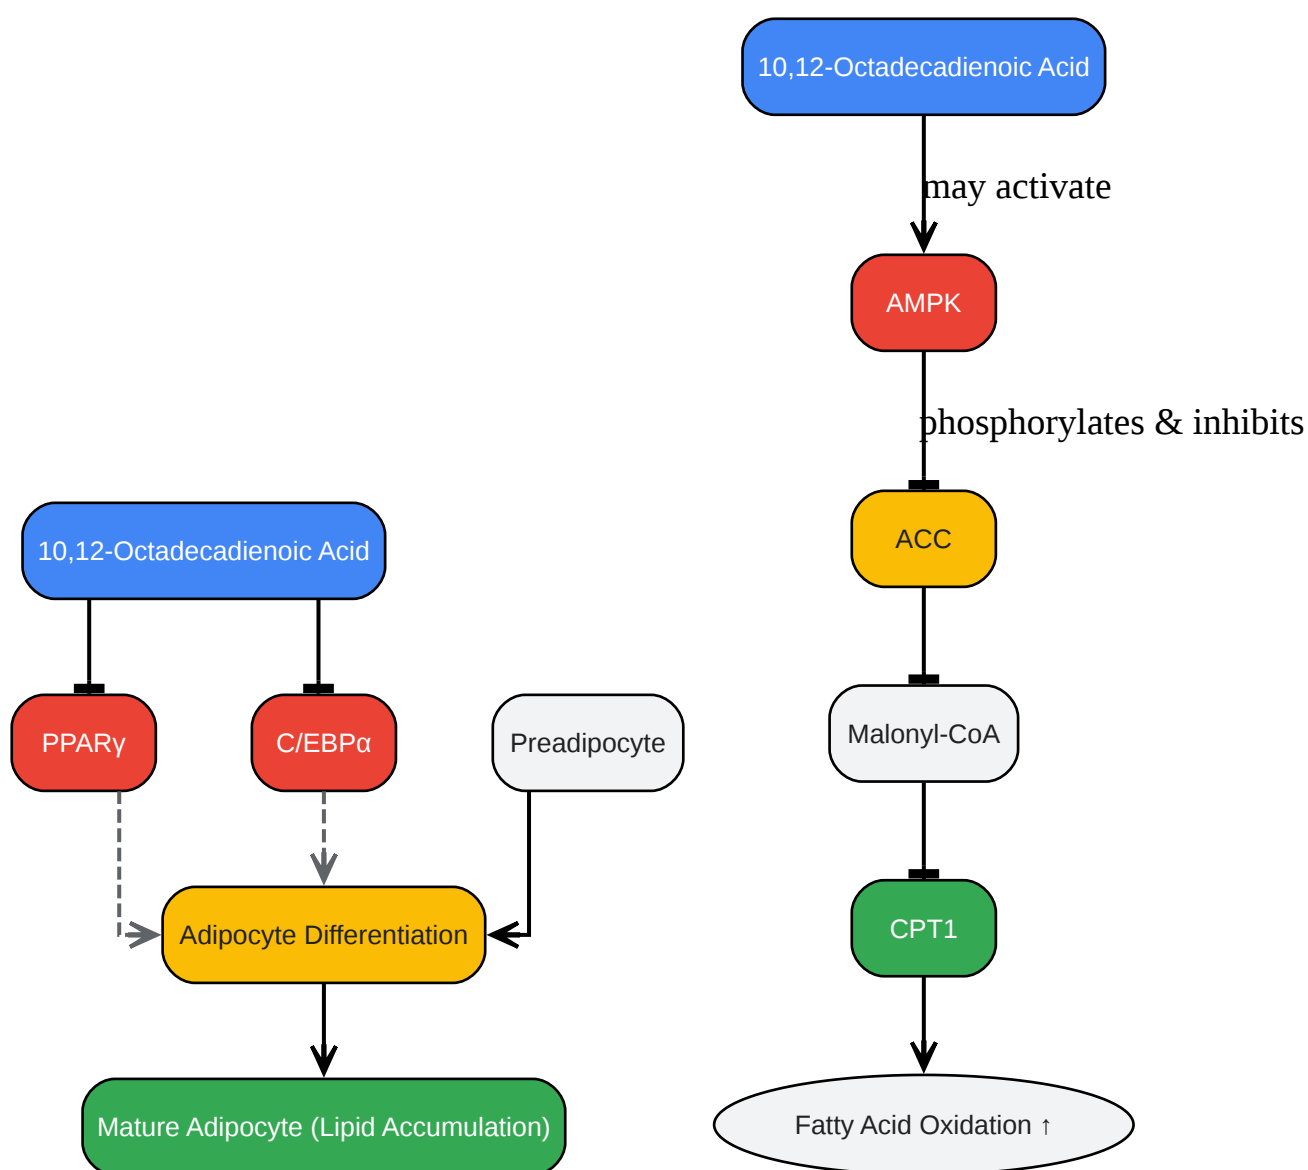 10,12-Octadecadienoic Acid
may activate
AMPK
phosphorylates & inhibits
ACC
10,12-Octadecadienoic Acid
PPARγ
C/EBPα
Preadipocyte
Malonyl-CoA
Adipocyte Differentiation
CPT1
Mature Adipocyte (Lipid Accumulation)
Fatty Acid Oxidation ↑